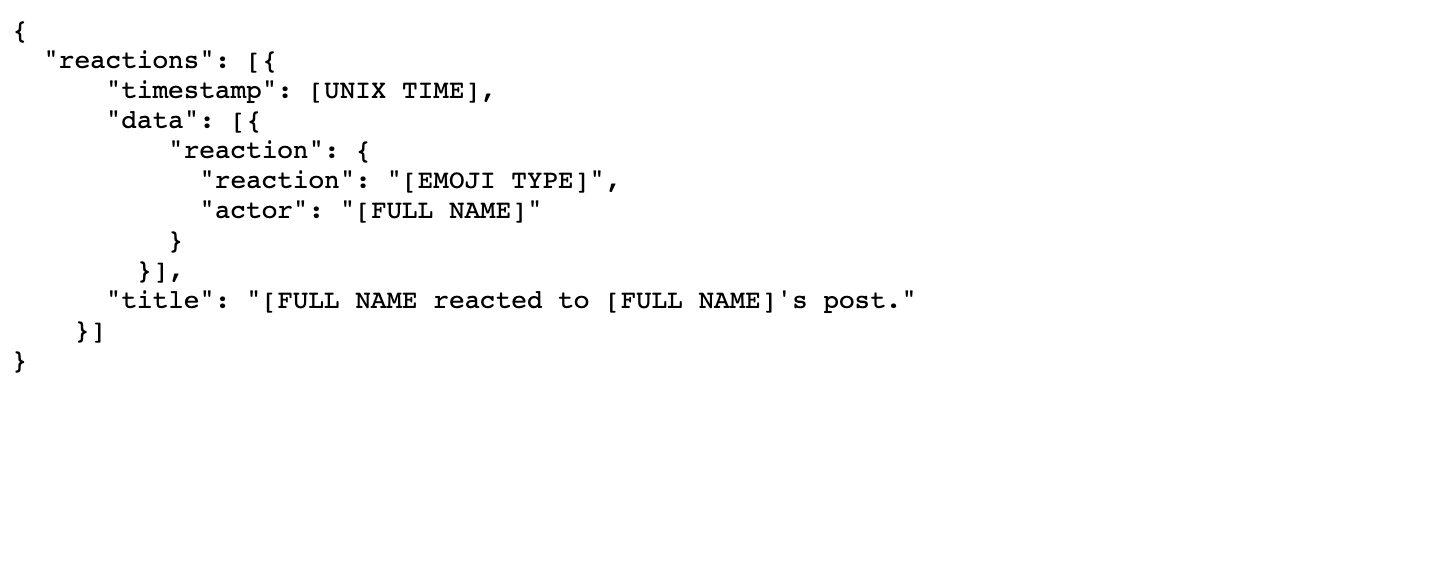 {
  "reactions": [{
      "timestamp": [UNIX TIME],
      "data": [{
          "reaction": {
            "reaction": "[EMOJI TYPE]",
            "actor": "[FULL NAME]"
          }
        }],
      "title": "[FULL NAME reacted to [FULL NAME]'s post."
    }]
}